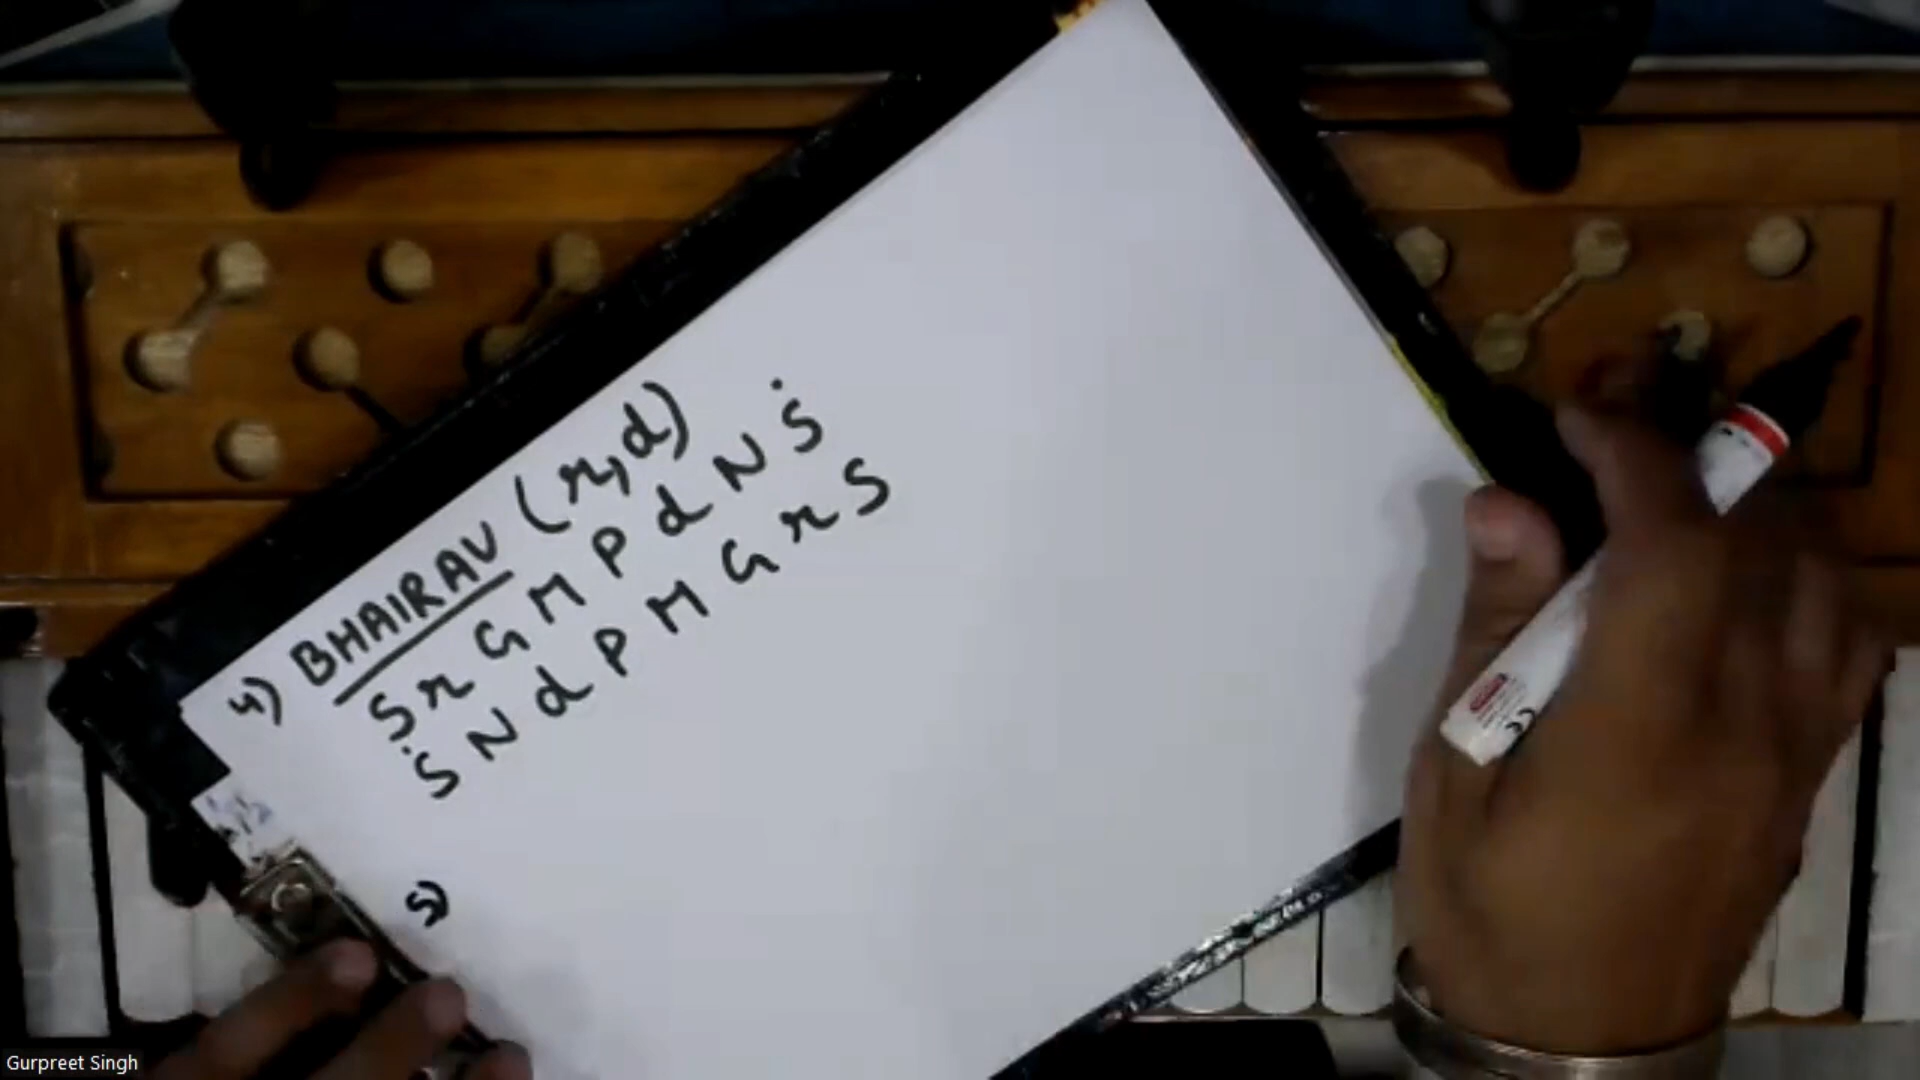 4) BHAIRAV (r,d)
S r G M P d N Ṡ
Ṡ N d P M G r S
5)
Gurpreet Singh